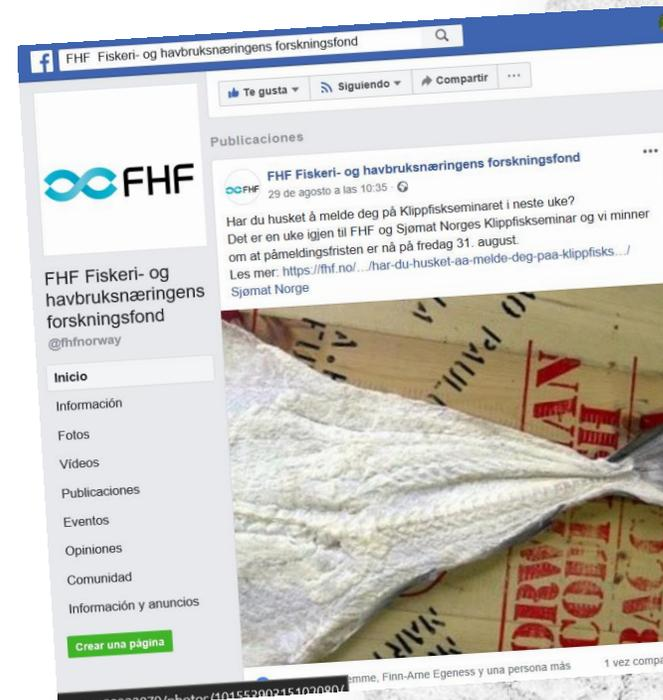 FHF Fiskeri- og havbruksnæringens forskningsfond
Te gusta
Siguiendo
Compartir
FHF
Publicaciones
FHF
FHF Fiskeri- og havbruksnæringens forskningsfond
29 de agosto a las 10:35
Har du husket å melde deg på Klippfiskseminaret i neste uke?
Det er en uke igjen til FHF og Sjømat Norges Klippfiskseminar og vi minner
om at påmeldingsfristen er nå på fredag 31. august.
Les mer: https://fhf.no/…/har-du-husket-aa-melde-deg-paa-klippfisks…/
Sjømat Norge
FHF Fiskeri- og
havbruksnæringens
forskningsfond
@fhfnorway
Inicio
Información
Fotos
Vídeos
Publicaciones
Eventos
Opiniones
Comunidad
Información y anuncios
Crear una página
Finn-Arne Egeness y una persona más
1 vez